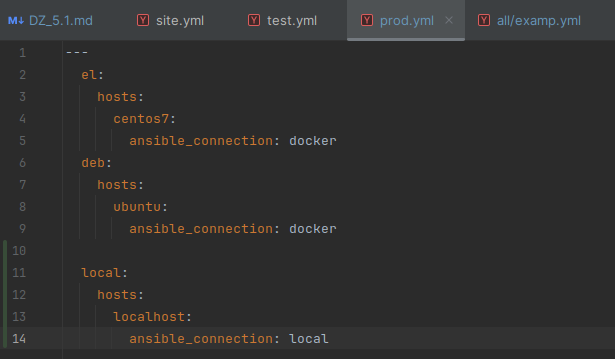 DZ_5.1.md site.yml test.yml prod.yml × all/examp.yml
1 ---
2   el:
3     hosts:
4       centos7:
5         ansible_connection: docker
6   deb:
7     hosts:
8       ubuntu:
9         ansible_connection: docker
10
11   local:
12     hosts:
13       localhost:
14         ansible_connection: local